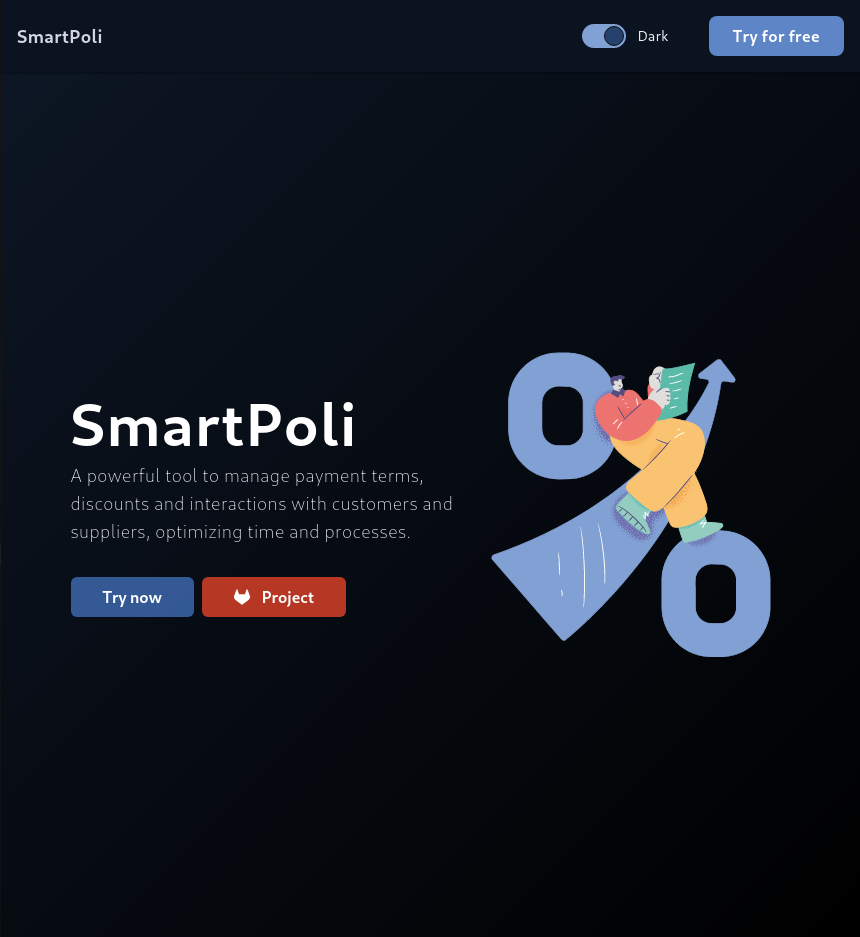 SmartPoli
Dark
Try for free
SmartPoli
A powerful tool to manage payment terms,
discounts and interactions with customers and
suppliers, optimizing time and processes.
Try now
Project